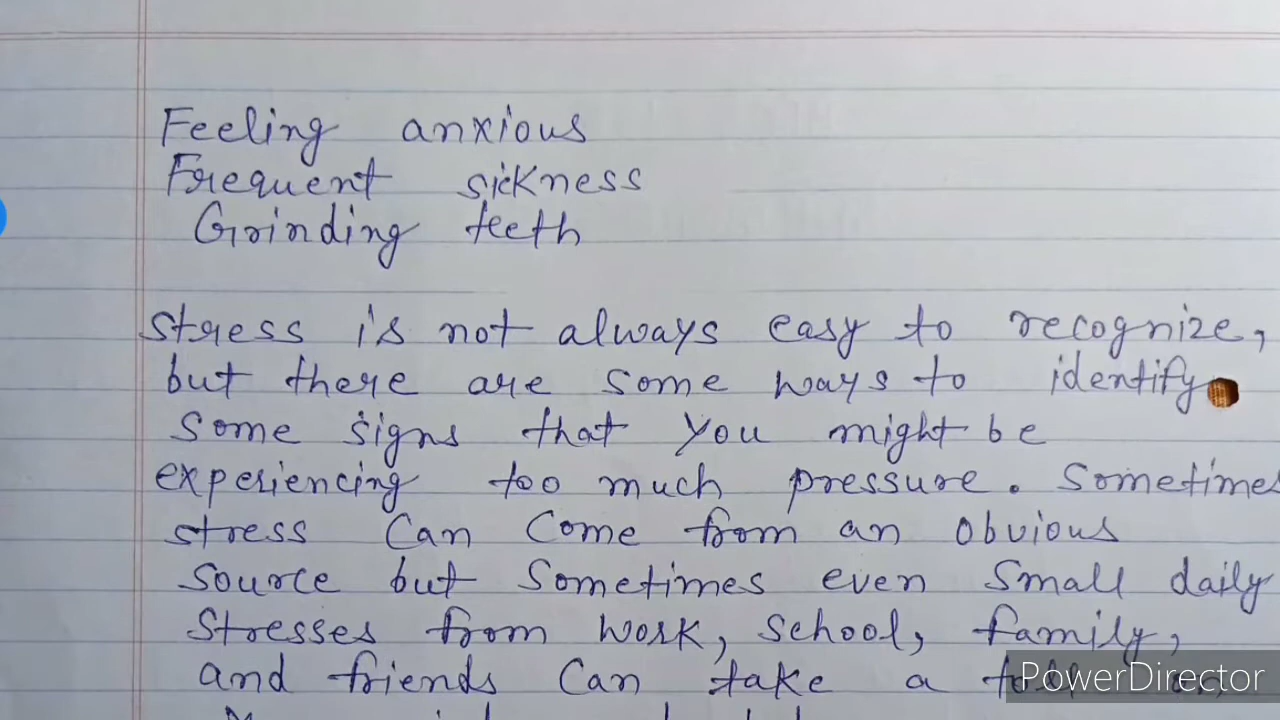 Feeling anxious
Frequent sickness
Grinding teeth
Stress is not always easy to recognize,
but there are some ways to identify
some signs that you might be
experiencing too much pressure. Sometimes
stress can come from an obvious
source but sometimes even small daily
stresses from work, school, family,
and friends can take a
PowerDirector